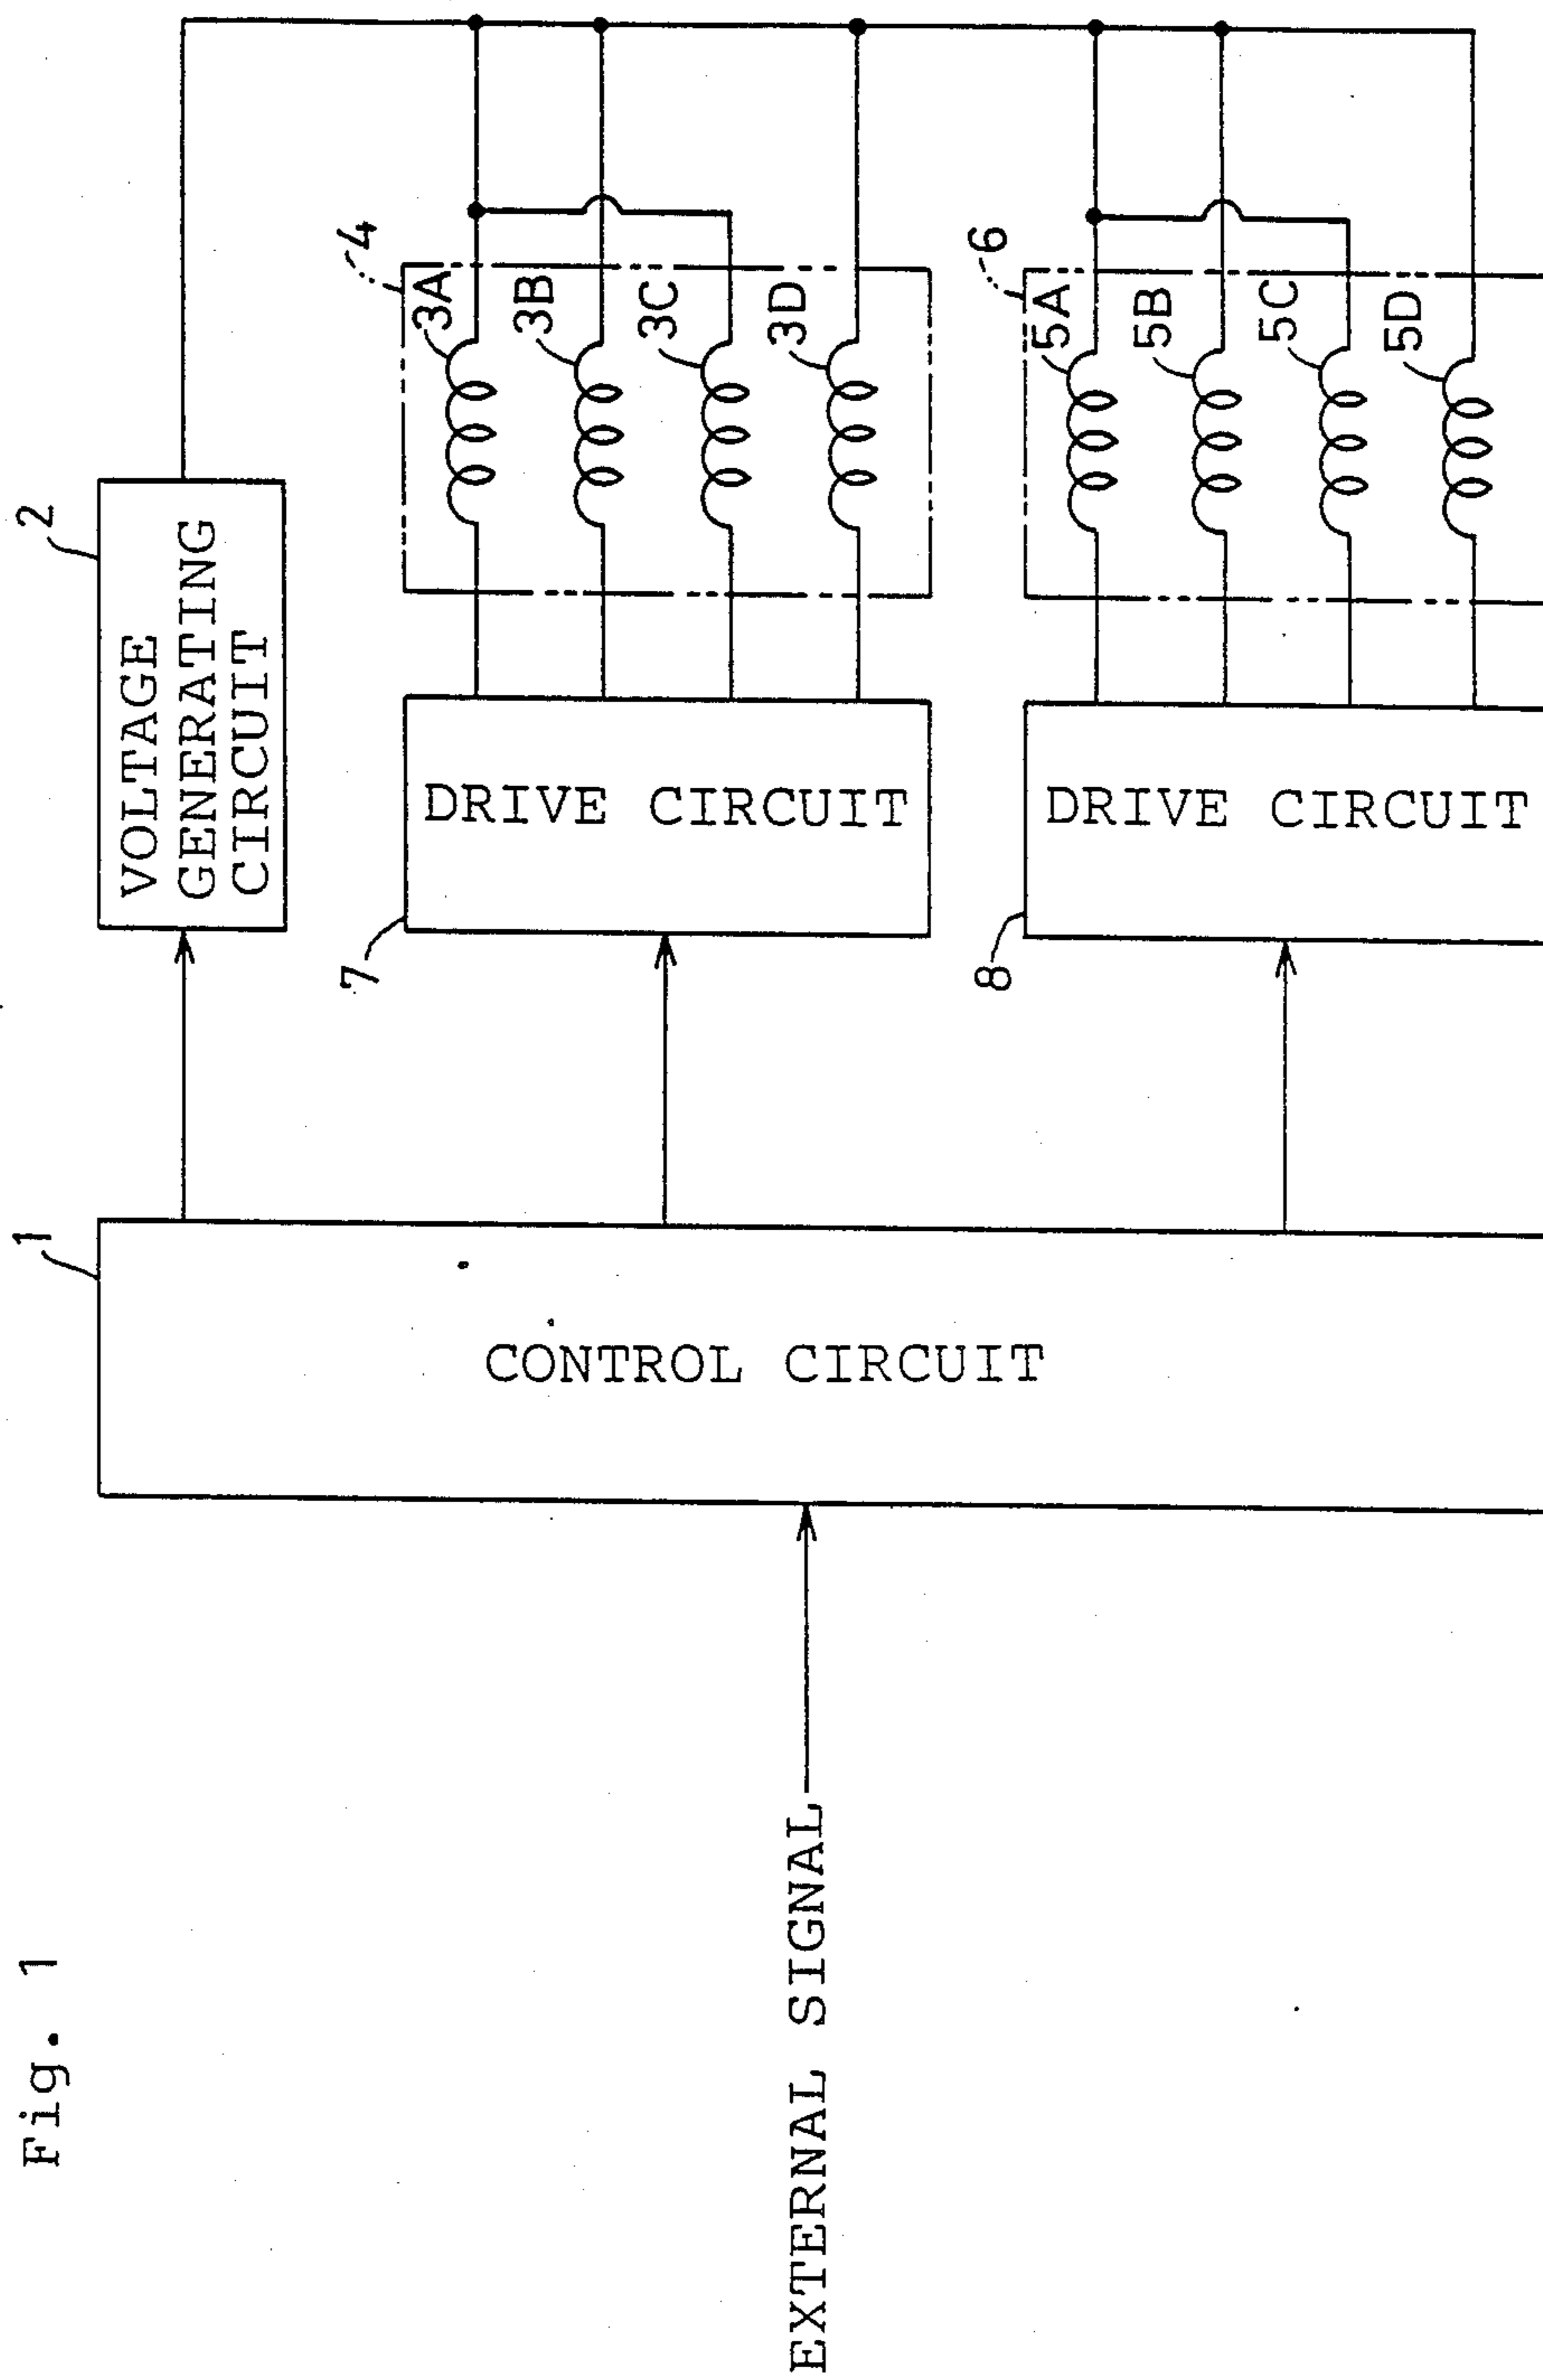 Fig. 1
EXTERNAL SIGNAL
1
CONTROL CIRCUIT
2
VOLTAGE
GENERATING
CIRCUIT
7
DRIVE CIRCUIT
4
3A
3B
3C
3D
8
DRIVE CIRCUIT
6
5A
5B
5C
5D